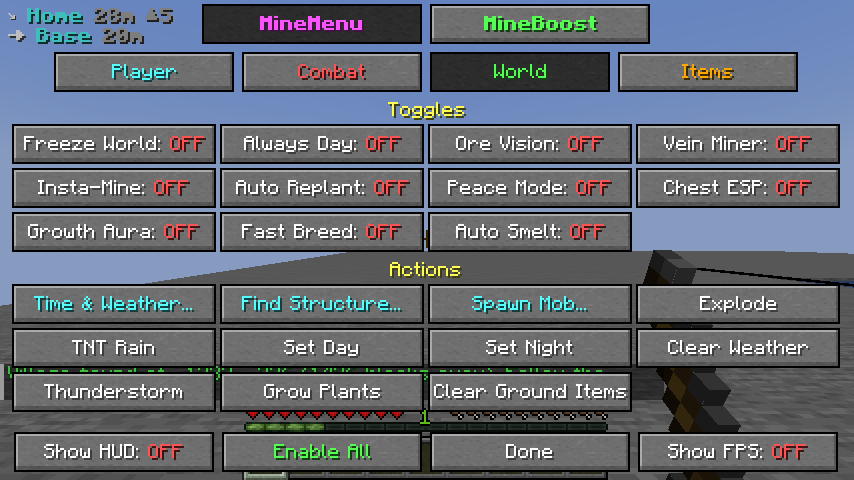 Home 28m ▲5
MineMenu
MineBoost
Base 29m
Player
Combat
World
Items
Toggles
Freeze World: OFF
Always Day: OFF
Ore Vision: OFF
Vein Miner: OFF
Insta-Mine: OFF
Auto Replant: OFF
Peace Mode: OFF
Chest ESP: OFF
Growth Aura: OFF
Fast Breed: OFF
Auto Smelt: OFF
Actions
Time & Weather...
Find Structure...
Spawn Mob...
Explode
TNT Rain
Set Day
Set Night
Clear Weather
Thunderstorm
Grow Plants
Clear Ground Items
1
Show HUD: OFF
Enable All
Done
Show FPS: OFF